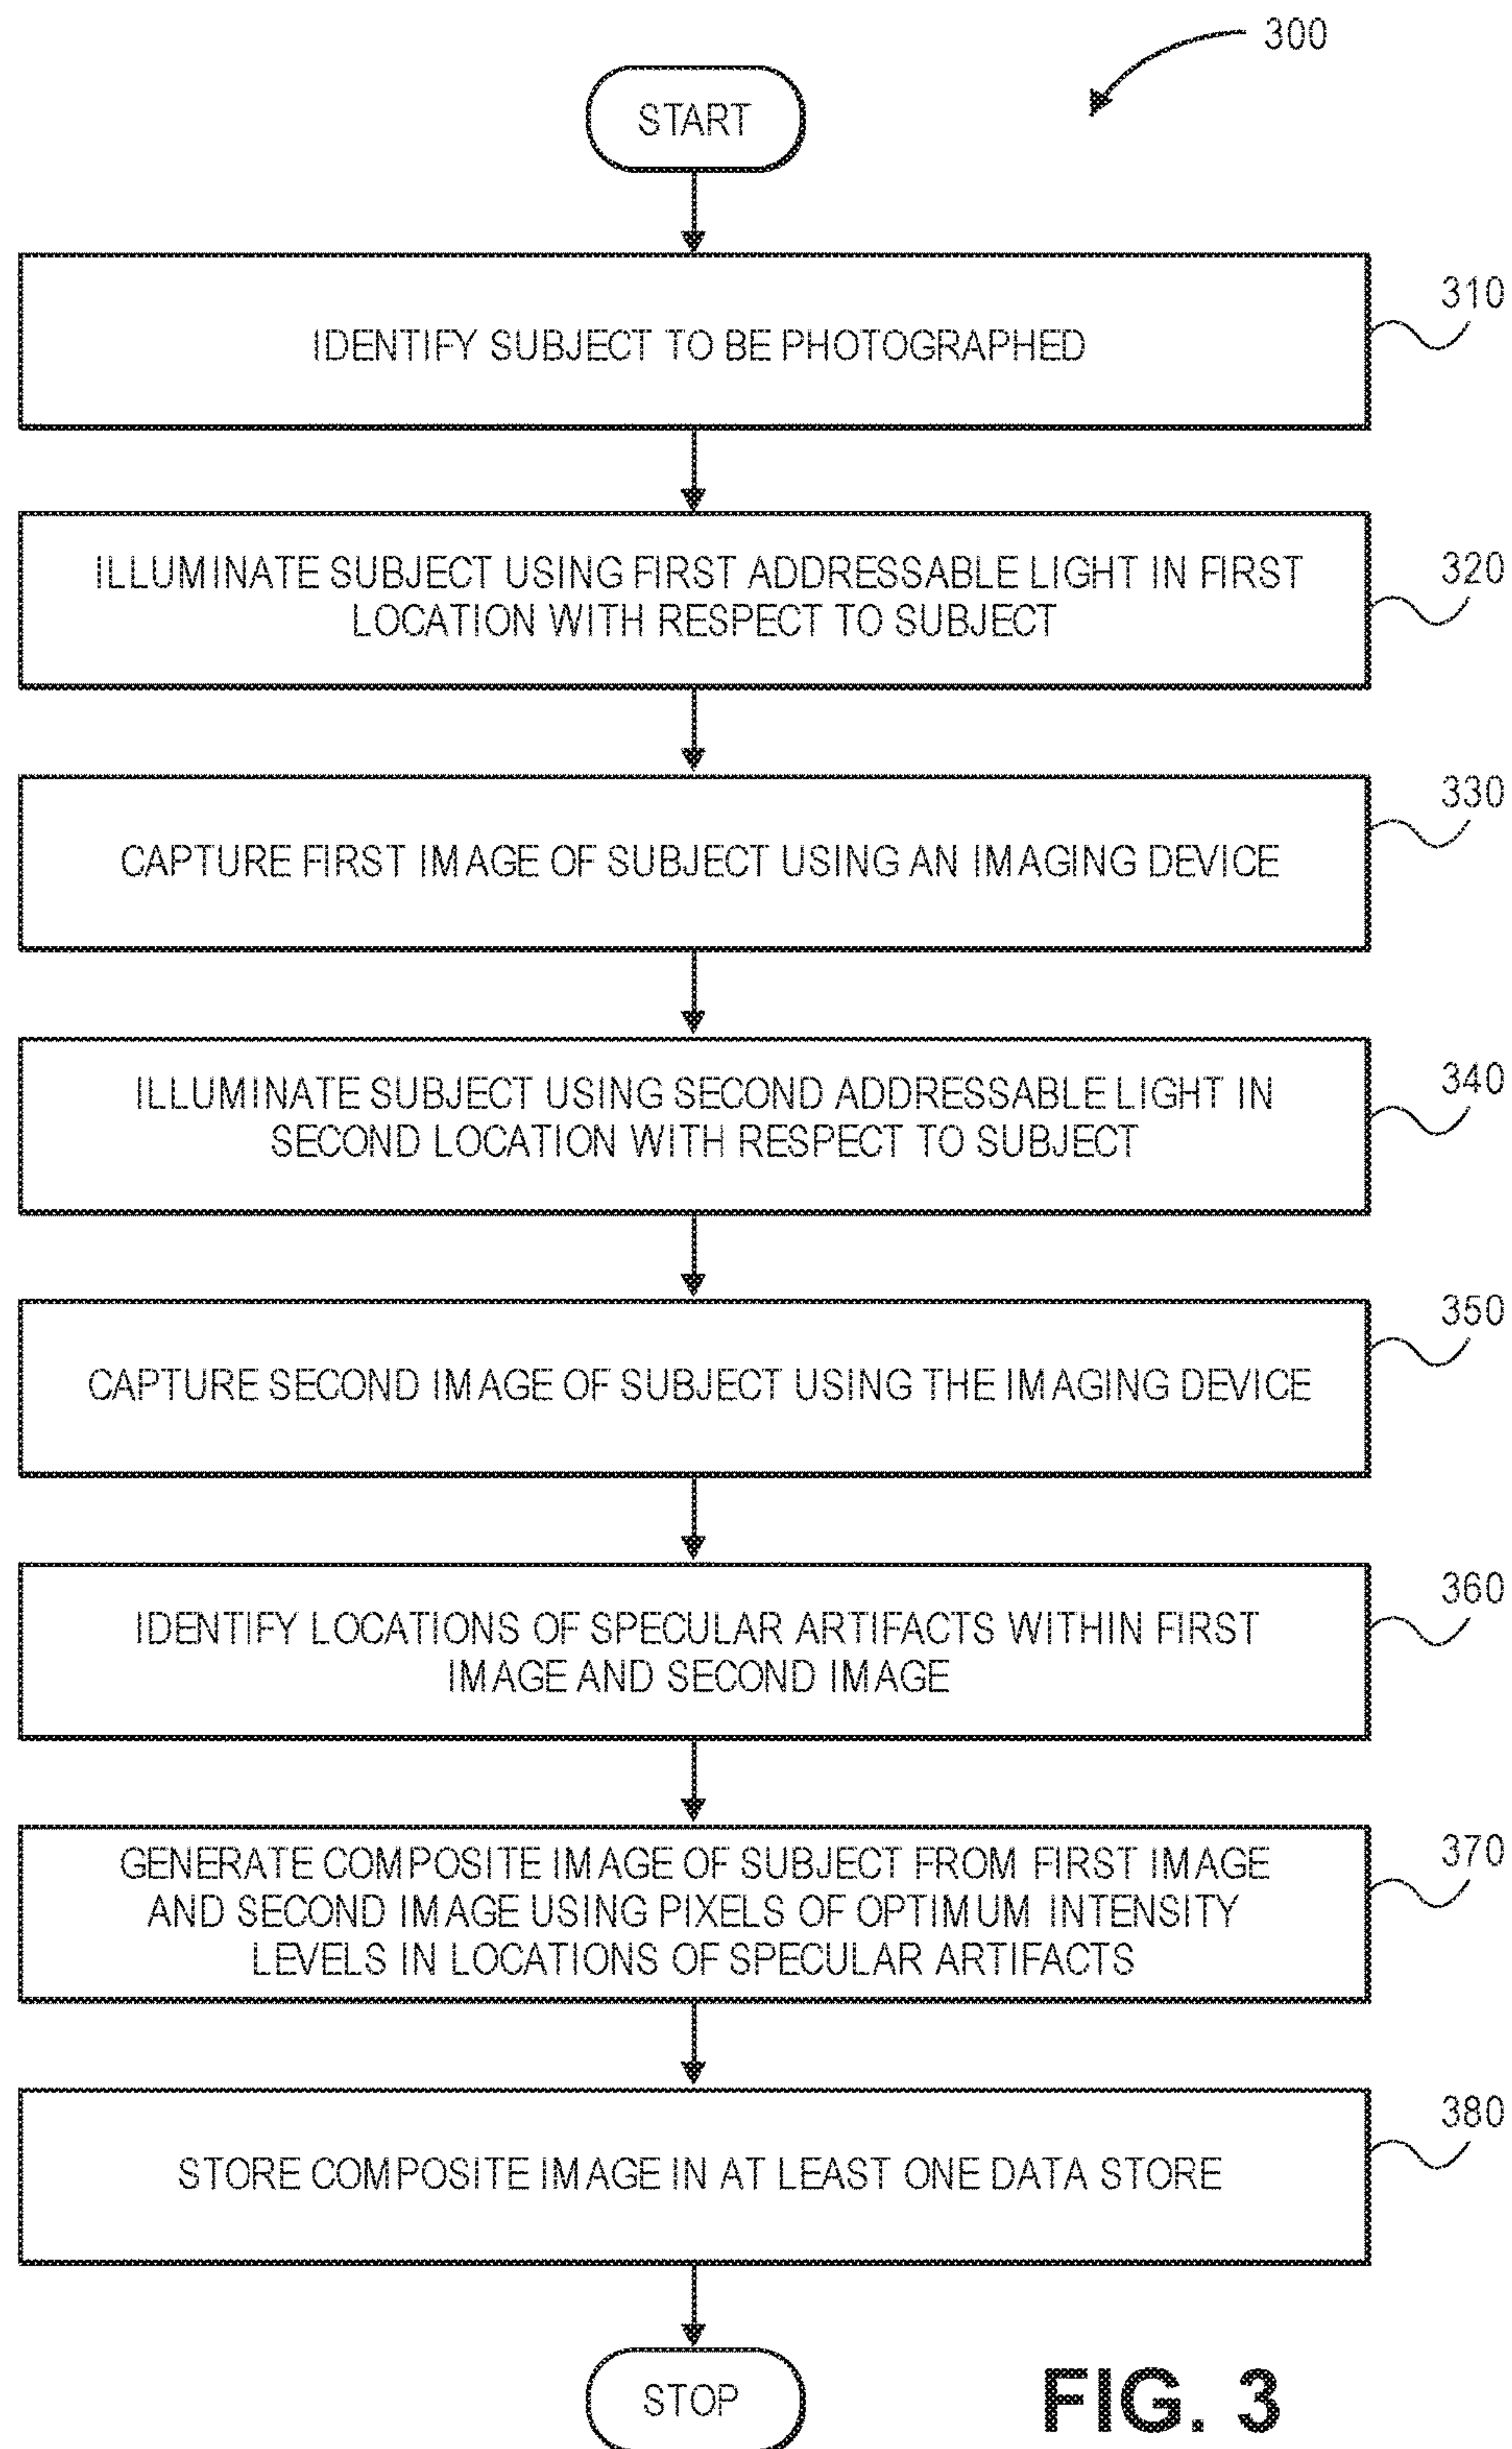 300
START
310
IDENTIFY SUBJECT TO BE PHOTOGRAPHED
320
ILLUMINATE SUBJECT USING FIRST ADDRESSABLE LIGHT IN FIRST
LOCATION WITH RESPECT TO SUBJECT
330
CAPTURE FIRST IMAGE OF SUBJECT USING AN IMAGING DEVICE
340
ILLUMINATE SUBJECT USING SECOND ADDRESSABLE LIGHT IN
SECOND LOCATION WITH RESPECT TO SUBJECT
350
CAPTURE SECOND IMAGE OF SUBJECT USING THE IMAGING DEVICE
360
IDENTIFY LOCATIONS OF SPECULAR ARTIFACTS WITHIN FIRST
IMAGE AND SECOND IMAGE
370
GENERATE COMPOSITE IMAGE OF SUBJECT FROM FIRST IMAGE
AND SECOND IMAGE USING PIXELS OF OPTIMUM INTENSITY
LEVELS IN LOCATIONS OF SPECULAR ARTIFACTS
380
STORE COMPOSITE IMAGE IN AT LEAST ONE DATA STORE
STOP
FIG. 3